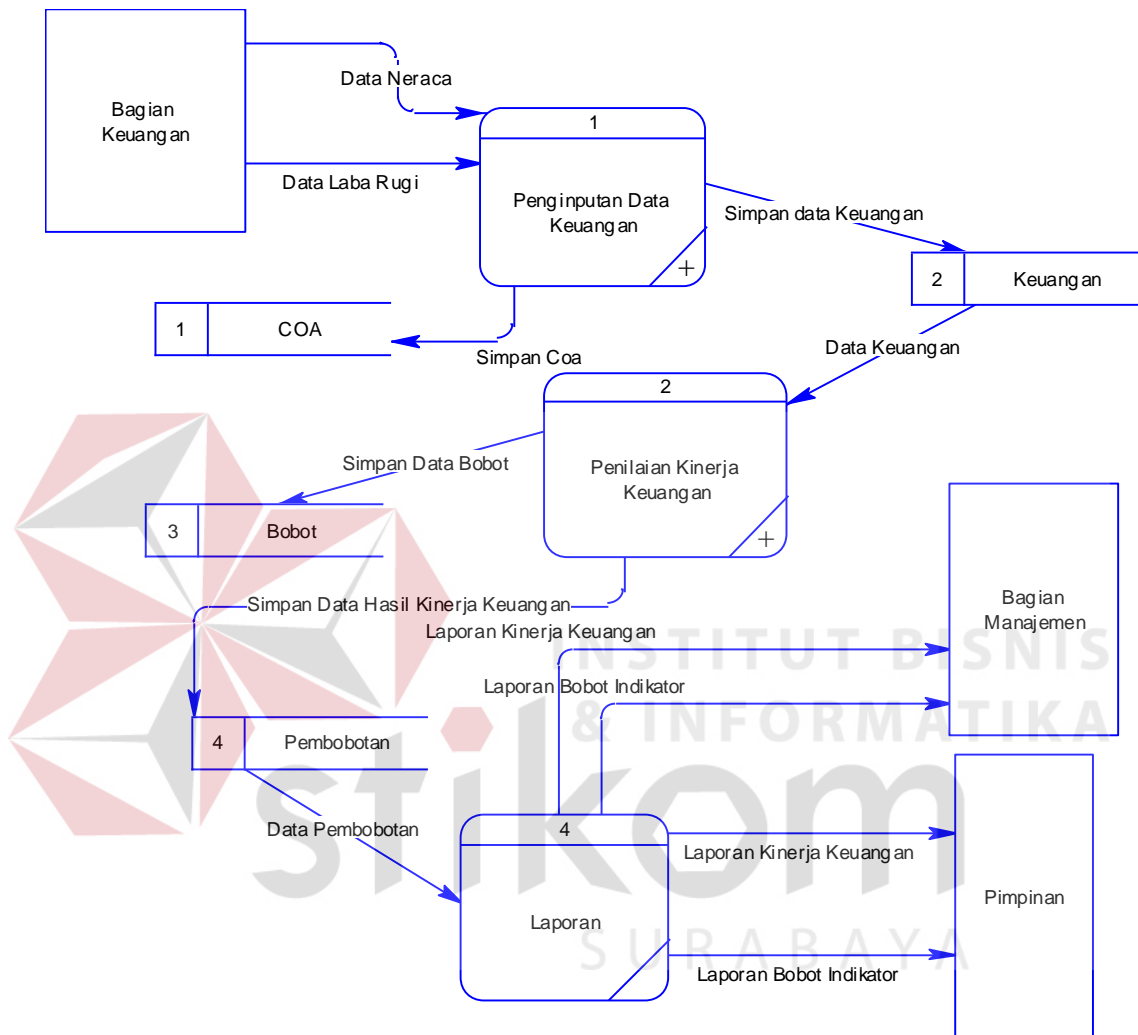 Bagian
Keuangan
Data Neraca
Data Laba Rugi
1
Penginputan Data
Keuangan
+
Simpan data Keuangan
2
Keuangan
1
COA
Simpan Coa
Data Keuangan
2
Penilaian Kinerja
Keuangan
+
Simpan Data Bobot
3
Bobot
Simpan Data Hasil Kinerja Keuangan
Laporan Kinerja Keuangan
Laporan Bobot Indikator
Bagian
Manajemen
INSTITUT BISNIS
& INFORMATIKA
stikom
SURABAYA
4
Pembobotan
Data Pembobotan
4
Laporan
Laporan Kinerja Keuangan
Laporan Bobot Indikator
Pimpinan